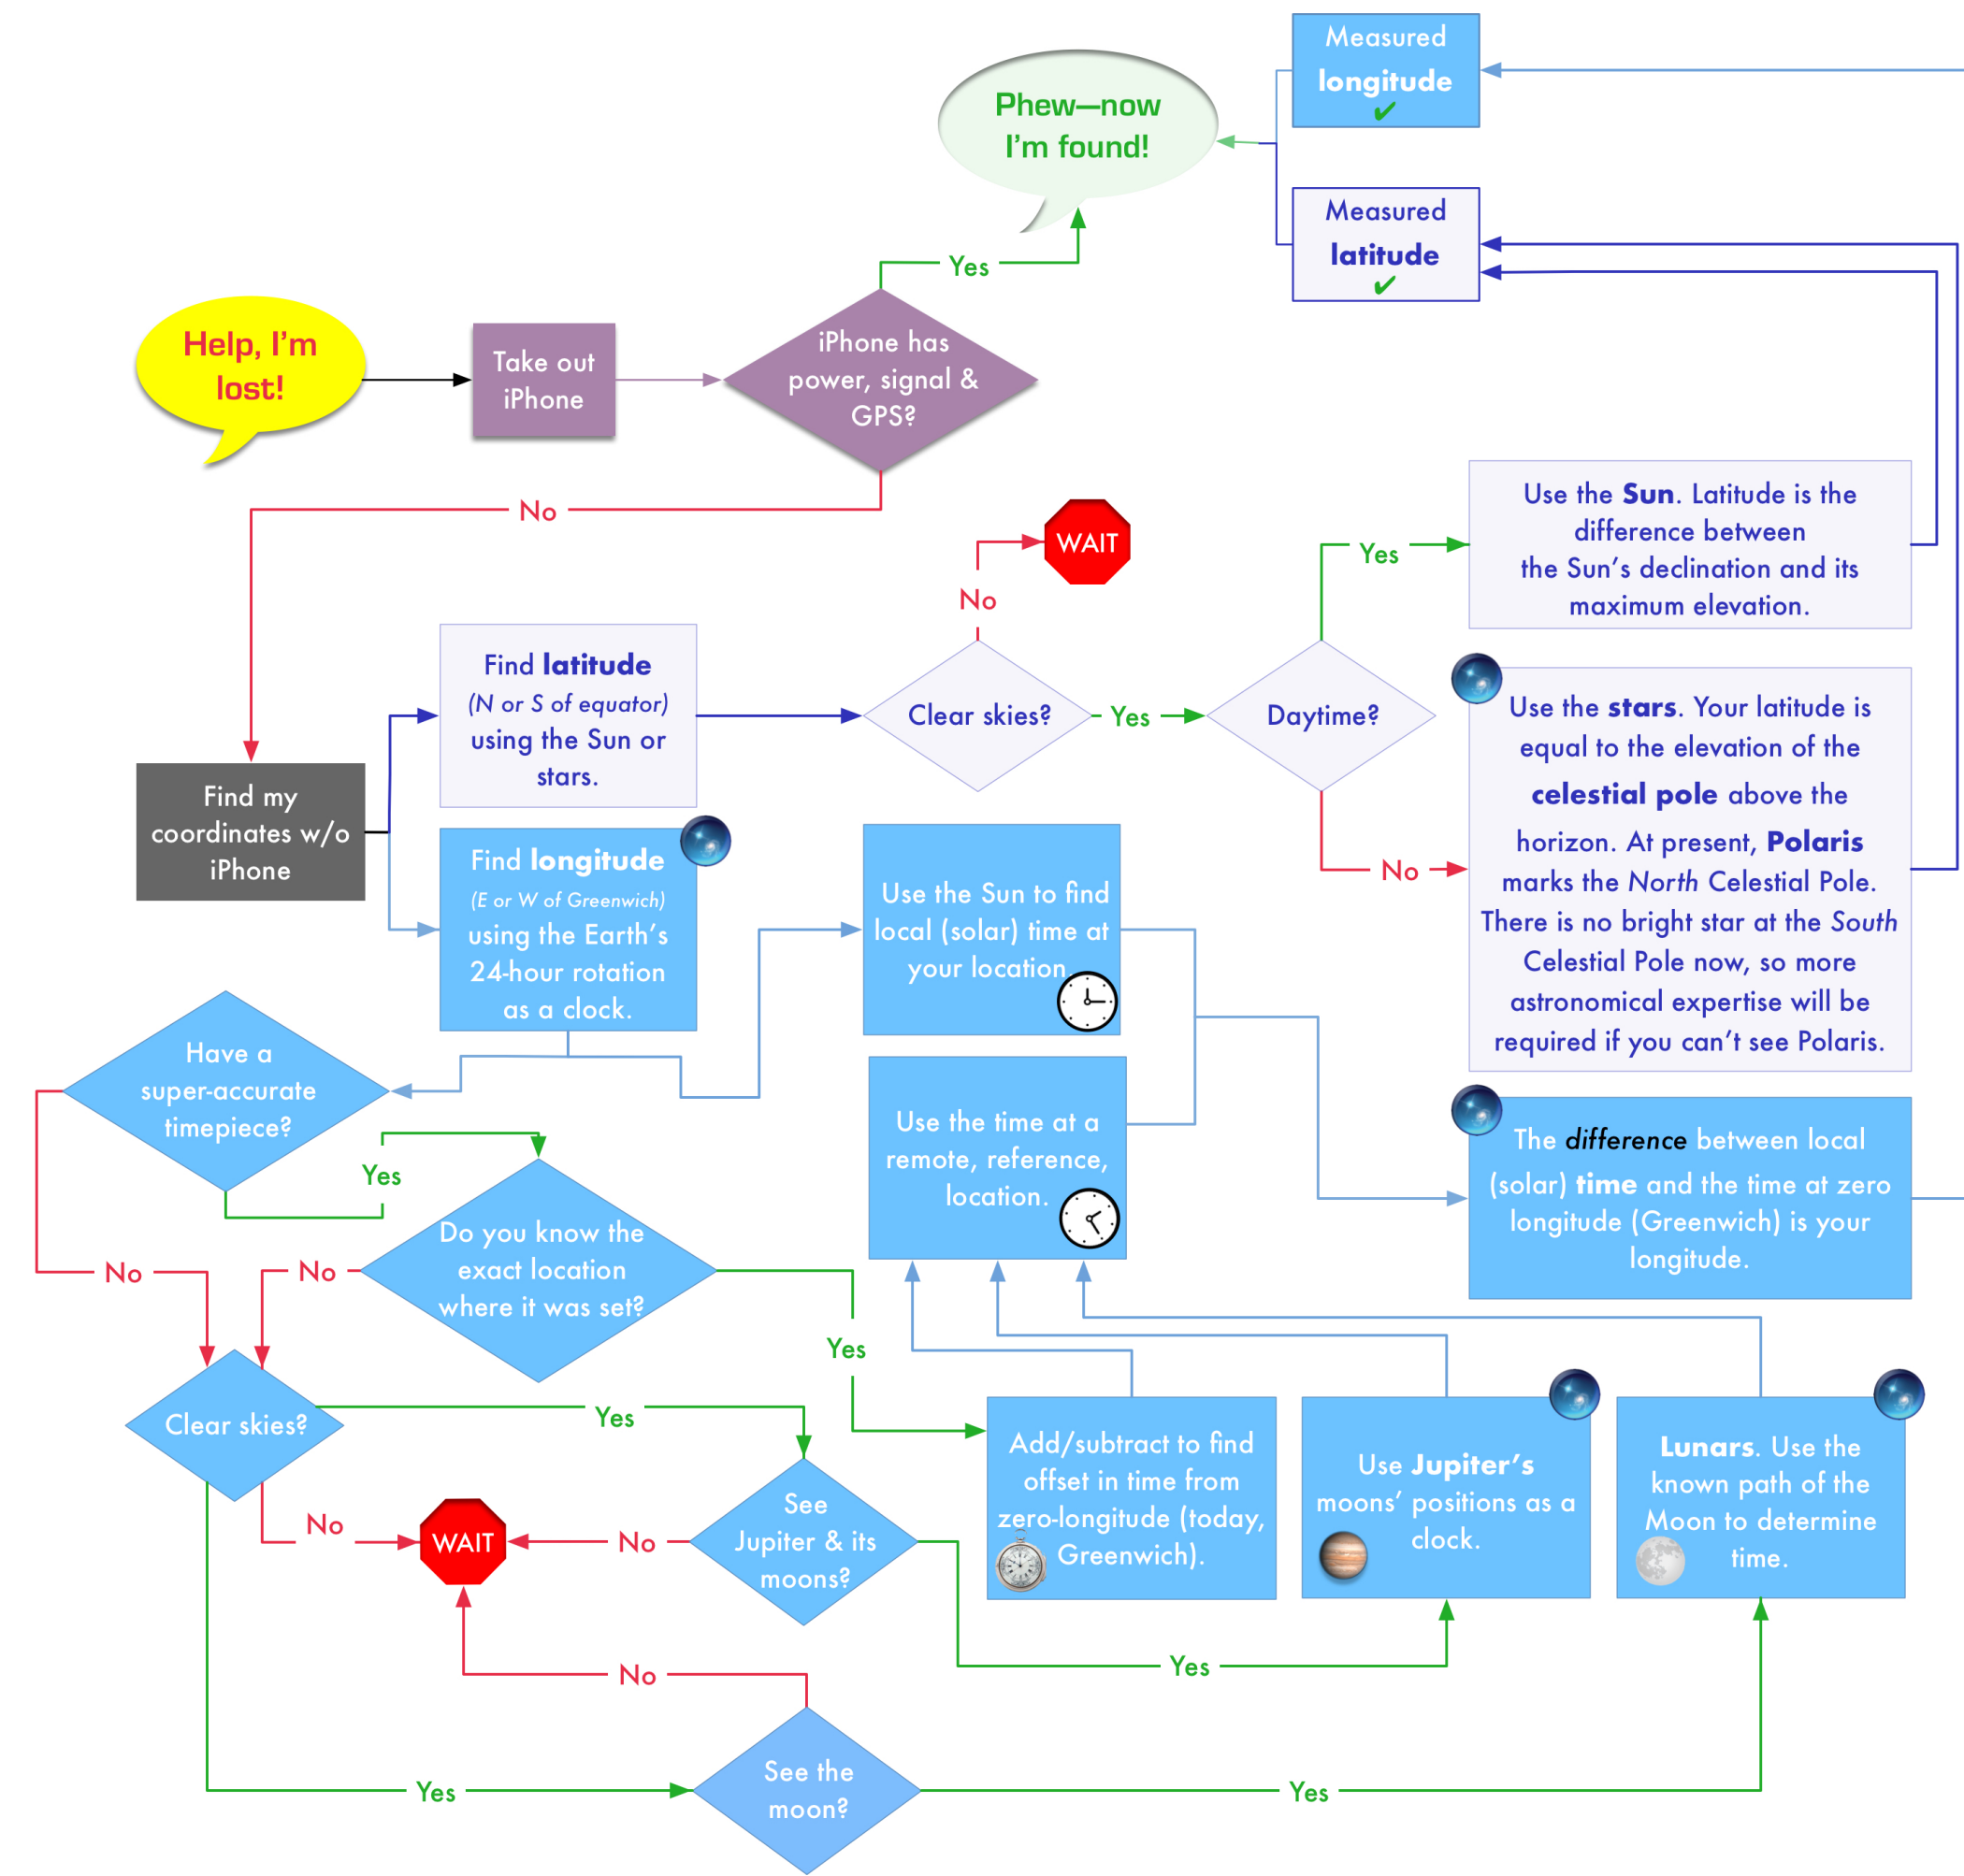 Measured
longitude
Phew—now
I'm found!
Measured
latitude
Yes
Help, I'm
lost!
Take out
iPhone
iPhone has
power, signal &
GPS?
No
WAIT
No
Yes
Use the Sun. Latitude is the
difference between
the Sun's declination and its
maximum elevation.
Find latitude
(N or S of equator)
using the Sun or
stars.
Clear skies?
Yes
Daytime?
No
Use the stars. Your latitude is
equal to the elevation of the
celestial pole above the
horizon. At present, Polaris
marks the North Celestial Pole.
There is no bright star at the South
Celestial Pole now, so more
astronomical expertise will be
required if you can't see Polaris.
Find my
coordinates w/o
iPhone
Find longitude
(E or W of Greenwich)
using the Earth's
24-hour rotation
as a clock.
Use the Sun to find
local (solar) time at
your location.
Have a
super-accurate
timepiece?
Yes
No
Do you know the
exact location
where it was set?
No
Yes
Use the time at a
remote, reference,
location.
The difference between local
(solar) time and the time at zero
longitude (Greenwich) is your
longitude.
Clear skies?
Yes
No
WAIT
No
See
Jupiter & its
moons?
Add/subtract to find
offset in time from
zero-longitude (today,
Greenwich).
Use Jupiter's
moons' positions as a
clock.
Lunars. Use the
known path of the
Moon to determine
time.
Yes
No
Yes
See the
moon?
Yes